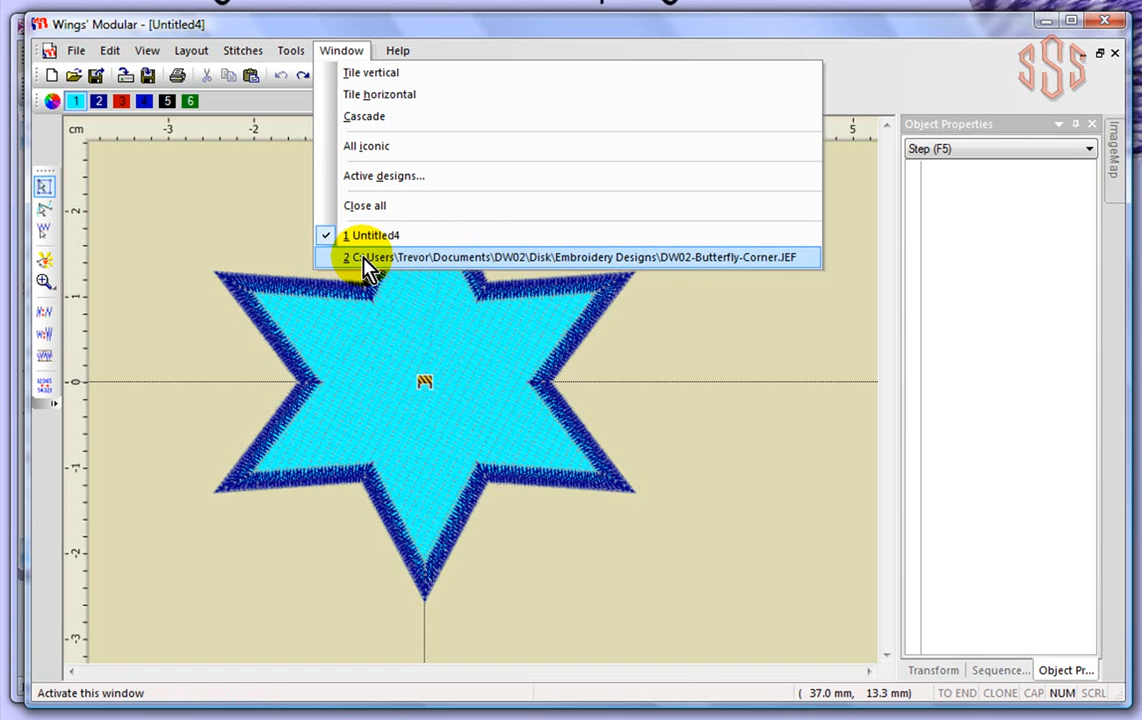 Wings' Modular - [Untitled4]
File Edit View Layout Stitches Tools Window Help
SSS
Tile vertical
Tile horizontal
Cascade
All iconic
Active designs...
Close all
1 Untitled4
2 C:\Users\Trevor\Documents\DW02\Disk\Embroidery Designs\DW02-Butterfly-Corner.JEF
1 2 3 4 5 6
cm -3 -2 5
2
1
0
-1
-2
-3
Object Properties
Step (F5)
ImageMap
Transform Sequence... Object Pr...
Activate this window ( 37.0 mm, 13.3 mm) TO END CLONE CAP NUM SCRL